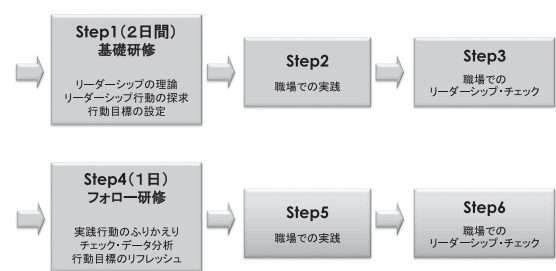 Step1（２日間）
基礎研修
リーダーシップの理論
リーダーシップ行動の探求
行動目標の設定
Step2
職場での実践
Step3
職場での
リーダーシップ・チェック
Step4（１日）
フォロー研修
実践行動のふりかえり
チェック・データ分析
行動目標のリフレッシュ
Step5
職場での実践
Step6
職場での
リーダーシップ・チェック